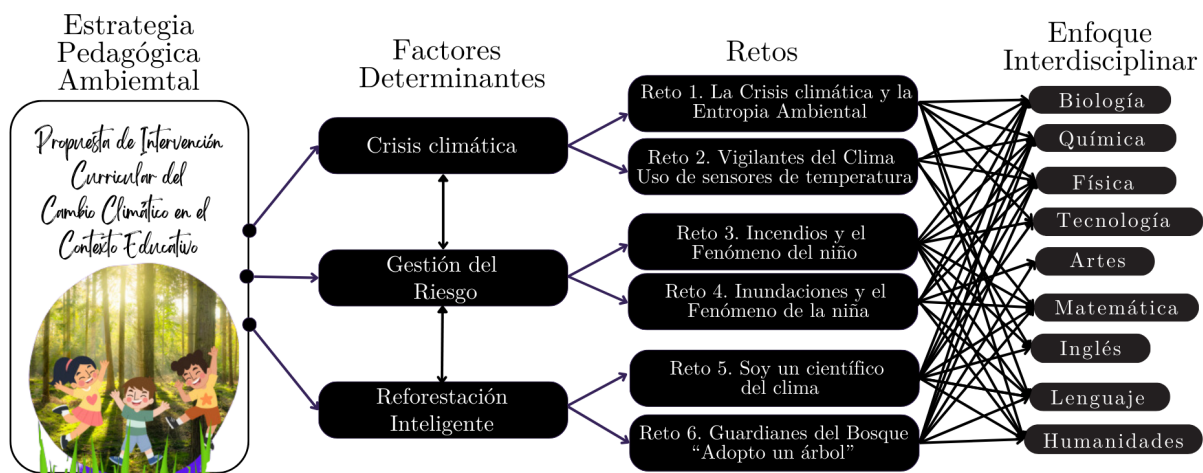 Estrategia
Pedagógica
Ambiemtal
Propuesta de Intervención
Curricular del
Cambio Climático en el
Contexto Educativo
Factores
Determinantes
Crisis climática
Gestión del
Riesgo
Reforestación
Inteligente
Retos
Reto 1. La Crisis climática y la
Entropia Ambiental
Reto 2. Vigilantes del Clima
Uso de sensores de temperatura
Reto 3. Incendios y el
Fenómeno del niño
Reto 4. Inundaciones y el
Fenómeno de la niña
Reto 5. Soy un científico
del clima
Reto 6. Guardianes del Bosque
“Adopto un árbol”
Enfoque
Interdisciplinar
Biología
Química
Física
Tecnología
Artes
Matemática
Inglés
Lenguaje
Humanidades